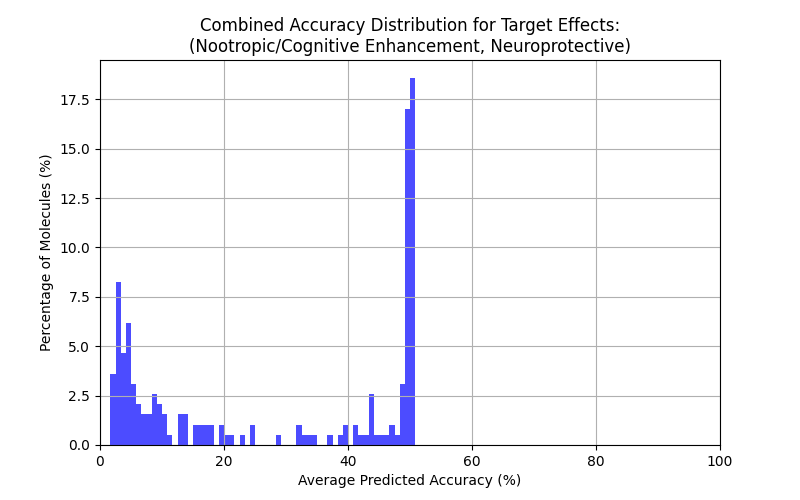 Combined Accuracy Distribution for Target Effects:
(Nootropic/Cognitive Enhancement, Neuroprotective)
17.5
15.0
12.5
10.0
7.5
5.0
2.5
0.0
Percentage of Molecules (%)
0 20 40 60 80 100
Average Predicted Accuracy (%)